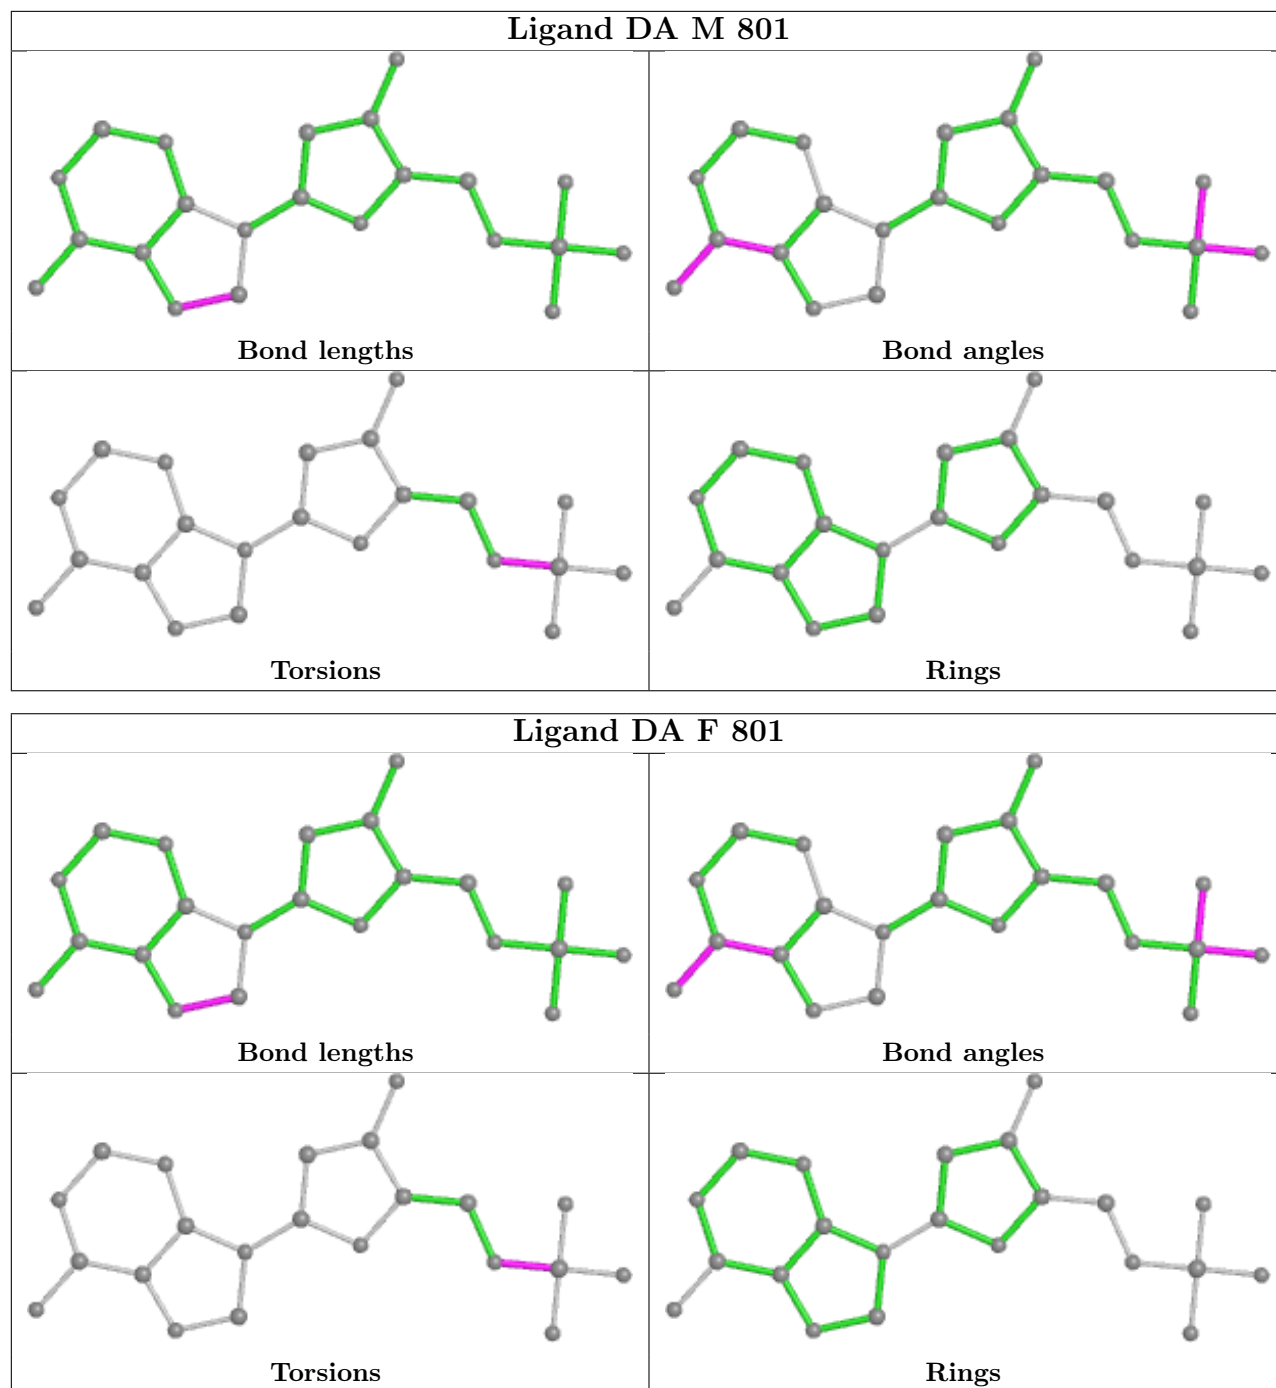 Ligand DA M 801
Bond lengths
Bond angles
Torsions
Rings
Ligand DA F 801
Bond lengths
Bond angles
Torsions
Rings